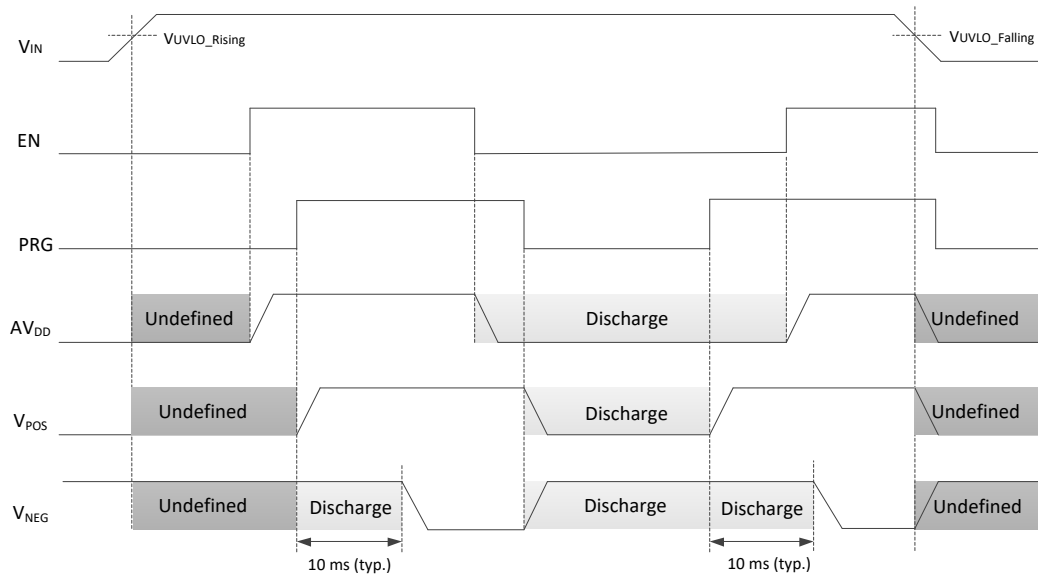 VIN
VUVLO_Rising
VUVLO_Falling
EN
PRG
AVDD
Undefined
Discharge
Undefined
VPOS
Undefined
Discharge
Undefined
VNEG
Undefined
Discharge
Discharge
Discharge
Undefined
10 ms (typ.)
10 ms (typ.)